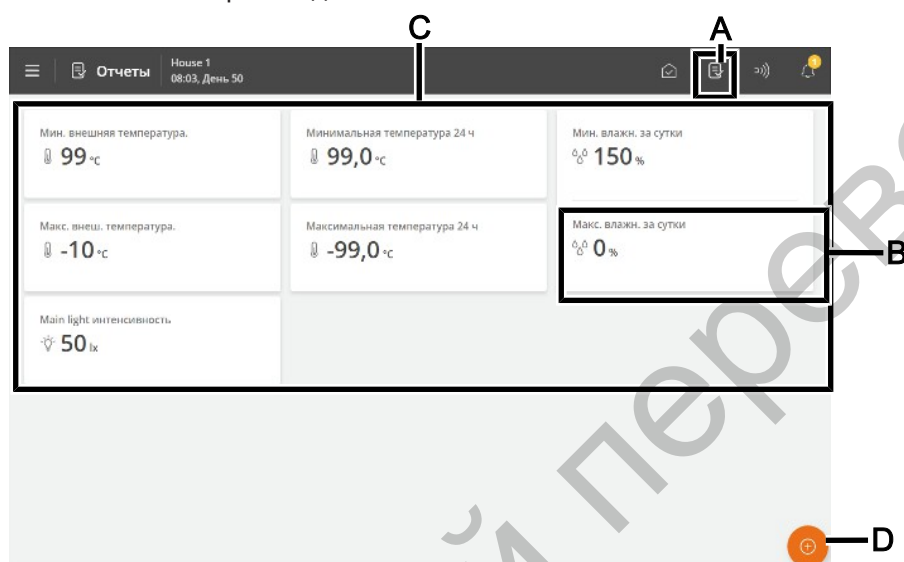 C
A
Отчеты
House 1
08:03, День 50
1
Мин. внешняя температура.
99 °C
Минимальная температура 24 ч
99,0 °C
Мин. влажн. за сутки
150 %
Макс. внеш. температура.
-10 °C
Максимальная температура 24 ч
-99,0 °C
Макс. влажн. за сутки
0 %
B
Main light интенсивность
50 lx
D